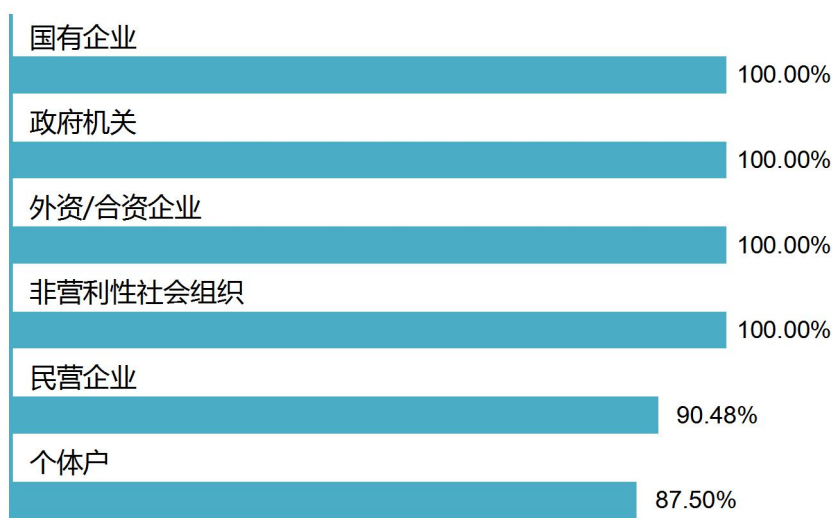 国有企业
100.00%
政府机关
100.00%
外资/合资企业
100.00%
非营利性社会组织
100.00%
民营企业
90.48%
个体户
87.50%